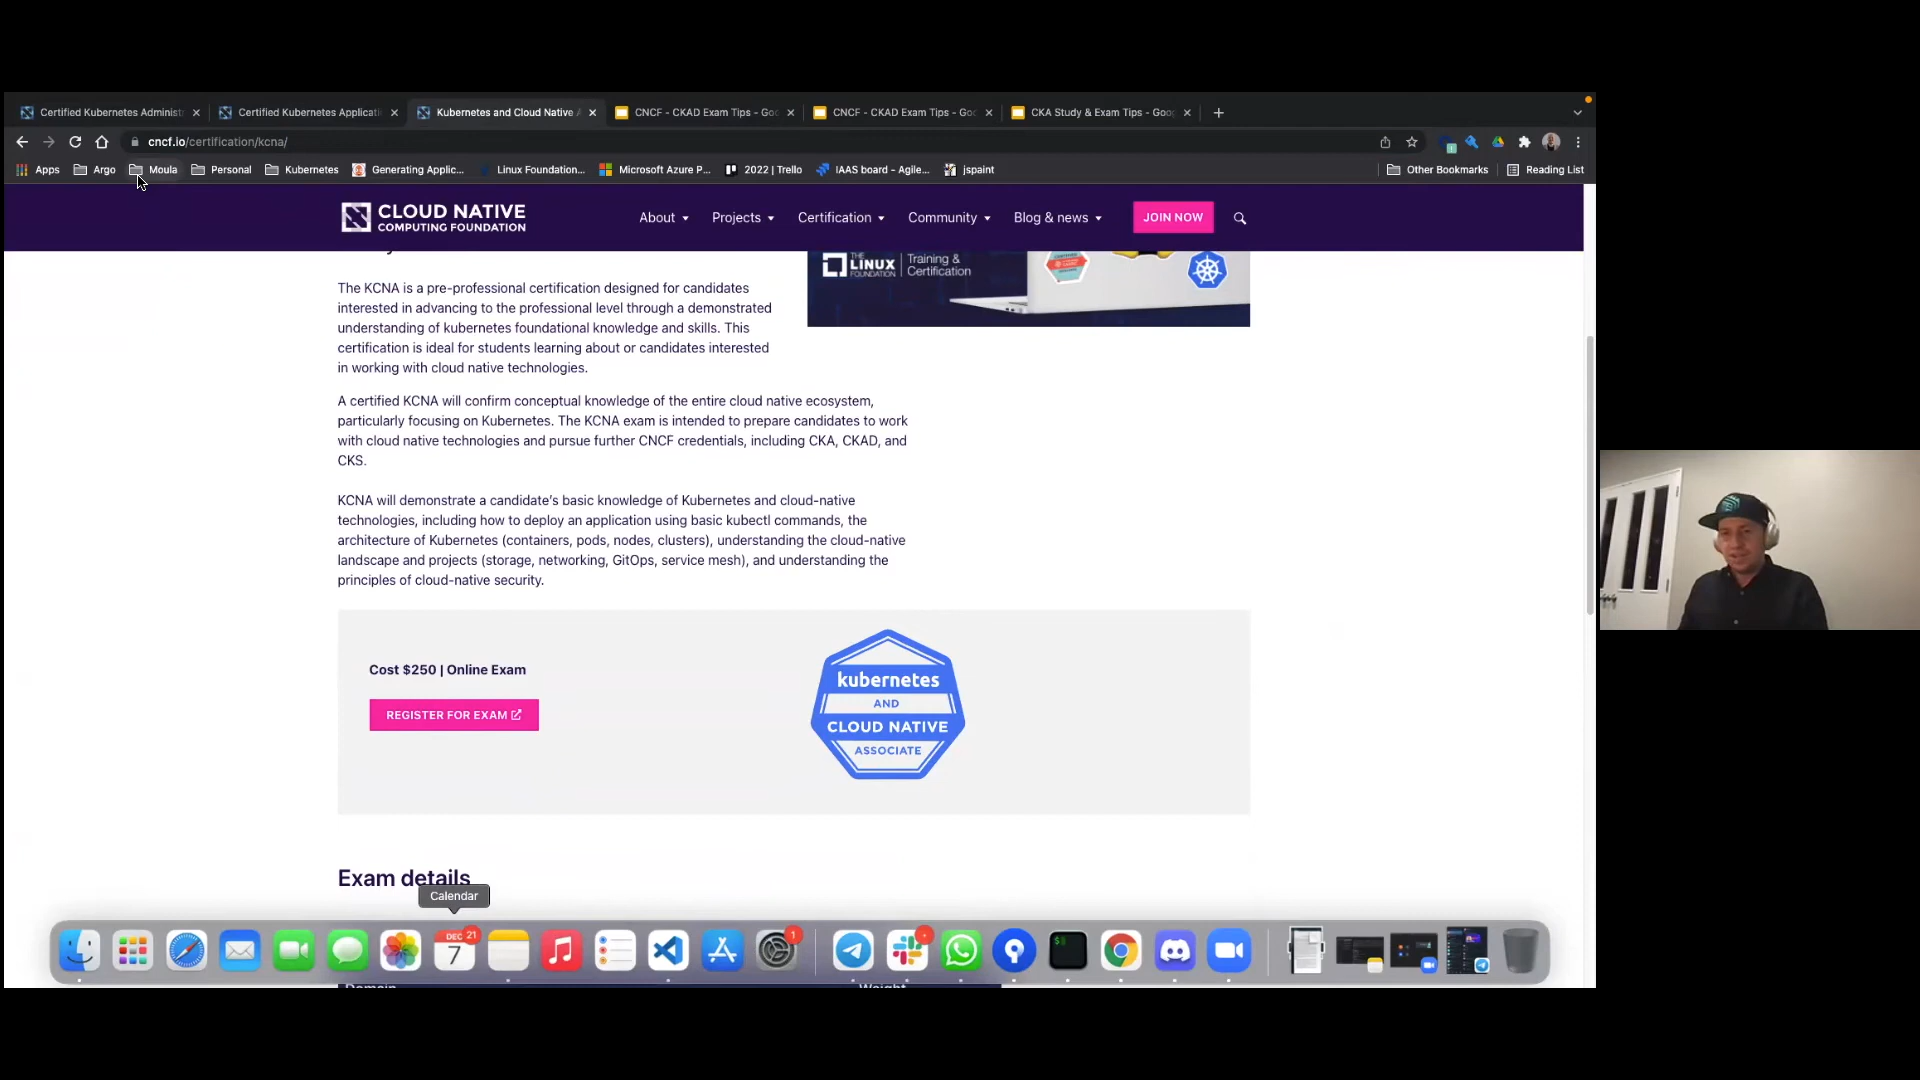 Certified Kubernetes Administ
Certified Kubernetes Applicati
Kubernetes and Cloud Native A
CNCF - CKAD Exam Tips - Goo
CNCF - CKAD Exam Tips - Goo
CKA Study & Exam Tips - Goog
cncf.io/certification/kcna/
Apps
Argo
Moula
Personal
Kubernetes
Generating Applic...
Linux Foundation...
Microsoft Azure P...
2022 | Trello
IAAS board - Agile...
jspaint
Other Bookmarks
Reading List
CLOUD NATIVE
COMPUTING FOUNDATION
About
Projects
Certification
Community
Blog & news
JOIN NOW
THE LINUX FOUNDATION
Training &
Certification
The KCNA is a pre-professional certification designed for candidates
interested in advancing to the professional level through a demonstrated
understanding of kubernetes foundational knowledge and skills. This
certification is ideal for students learning about or candidates interested
in working with cloud native technologies.
A certified KCNA will confirm conceptual knowledge of the entire cloud native ecosystem,
particularly focusing on Kubernetes. The KCNA exam is intended to prepare candidates to work
with cloud native technologies and pursue further CNCF credentials, including CKA, CKAD, and
CKS.
KCNA will demonstrate a candidate's basic knowledge of Kubernetes and cloud-native
technologies, including how to deploy an application using basic kubectl commands, the
architecture of Kubernetes (containers, pods, nodes, clusters), understanding the cloud-native
landscape and projects (storage, networking, GitOps, service mesh), and understanding the
principles of cloud-native security.
Cost $250 | Online Exam
REGISTER FOR EXAM
kubernetes
AND
CLOUD NATIVE
ASSOCIATE
Exam details
Calendar
DEC
21
7
1
$
Domain
Weight